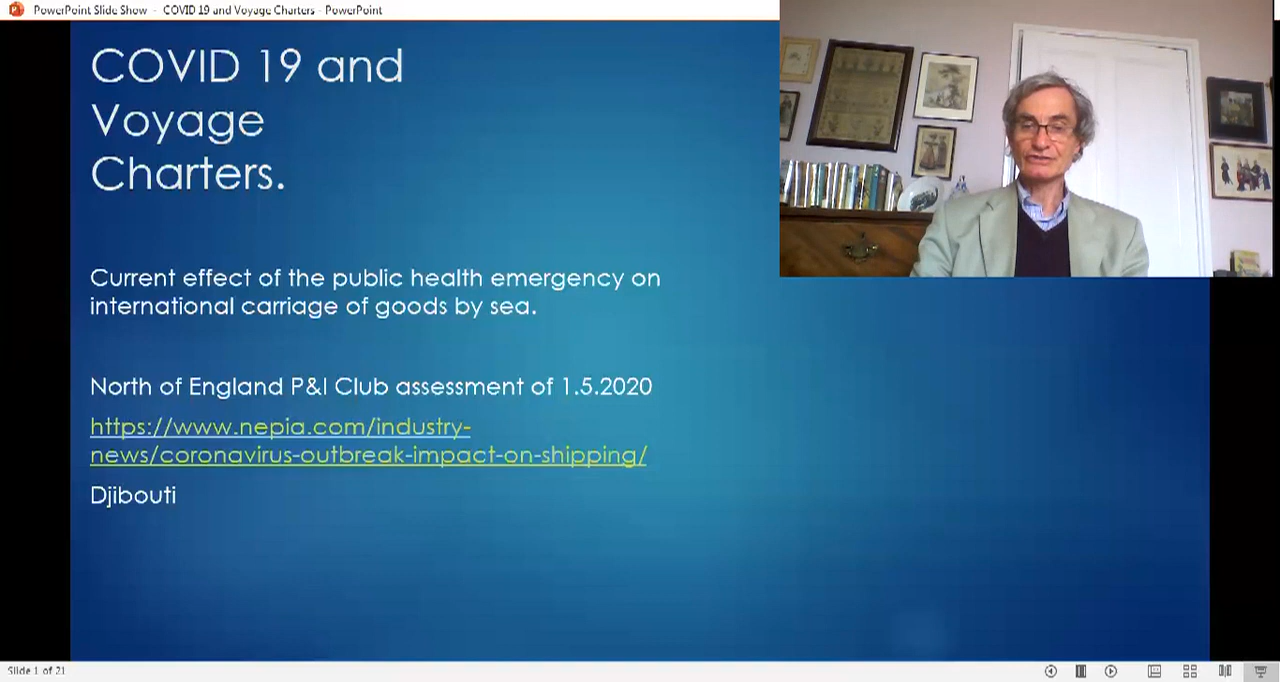 PowerPoint Slide Show - COVID 19 and Voyage Charters - PowerPoint
COVID 19 and
Voyage
Charters.
Current effect of the public health emergency on
international carriage of goods by sea.
North of England P&I Club assessment of 1.5.2020
https://www.nepia.com/industry-
news/coronavirus-outbreak-impact-on-shipping/
Djibouti
Slide 1 of 21